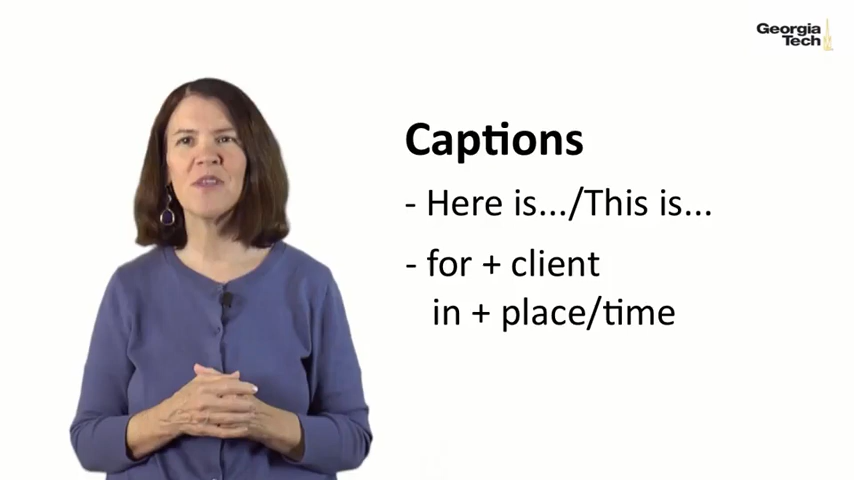 Georgia
Tech
Captions
- Here is.../This is...
- for + client
in + place/time